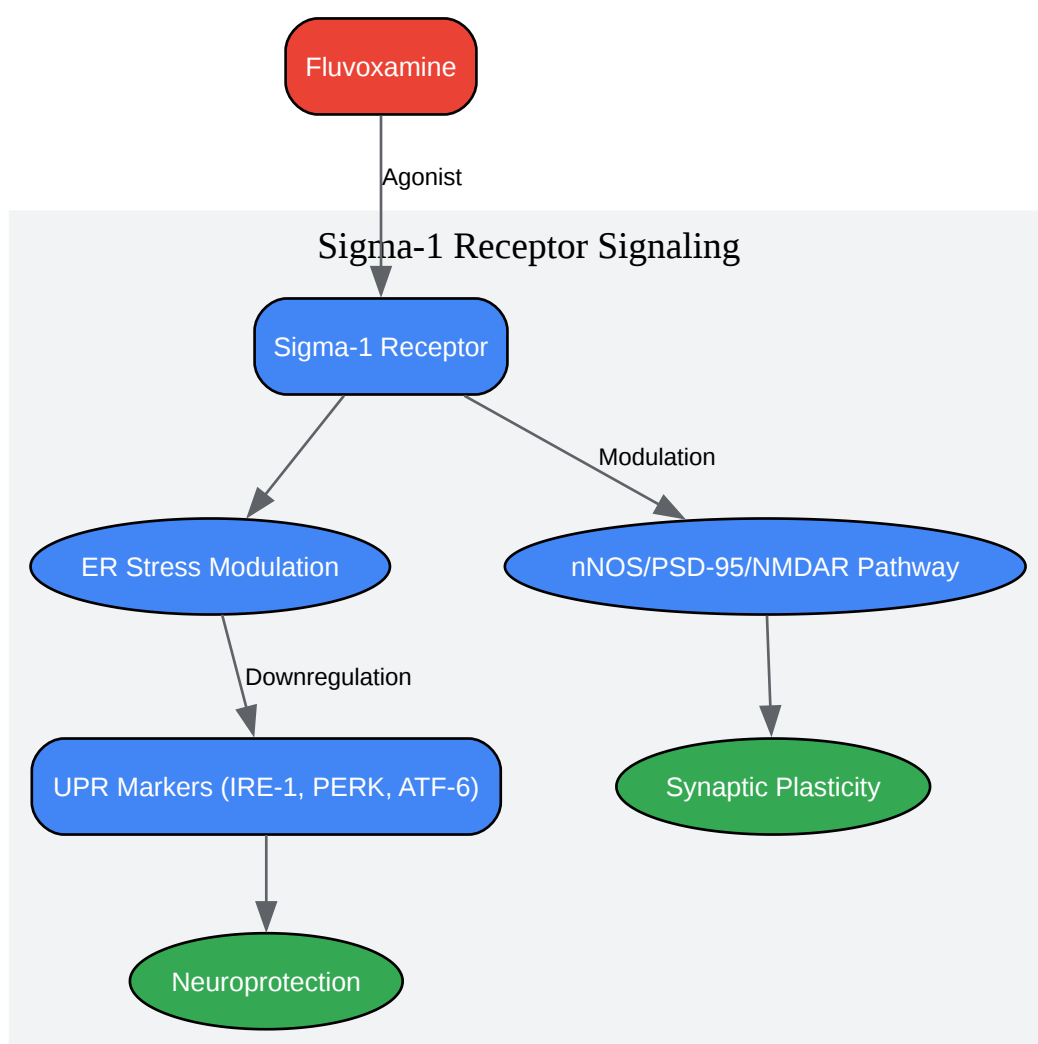 Fluvoxamine
Agonist
Sigma-1 Receptor Signaling
Sigma-1 Receptor
Modulation
ER Stress Modulation
nNOS/PSD-95/NMDAR Pathway
Downregulation
UPR Markers (IRE-1, PERK, ATF-6)
Synaptic Plasticity
Neuroprotection